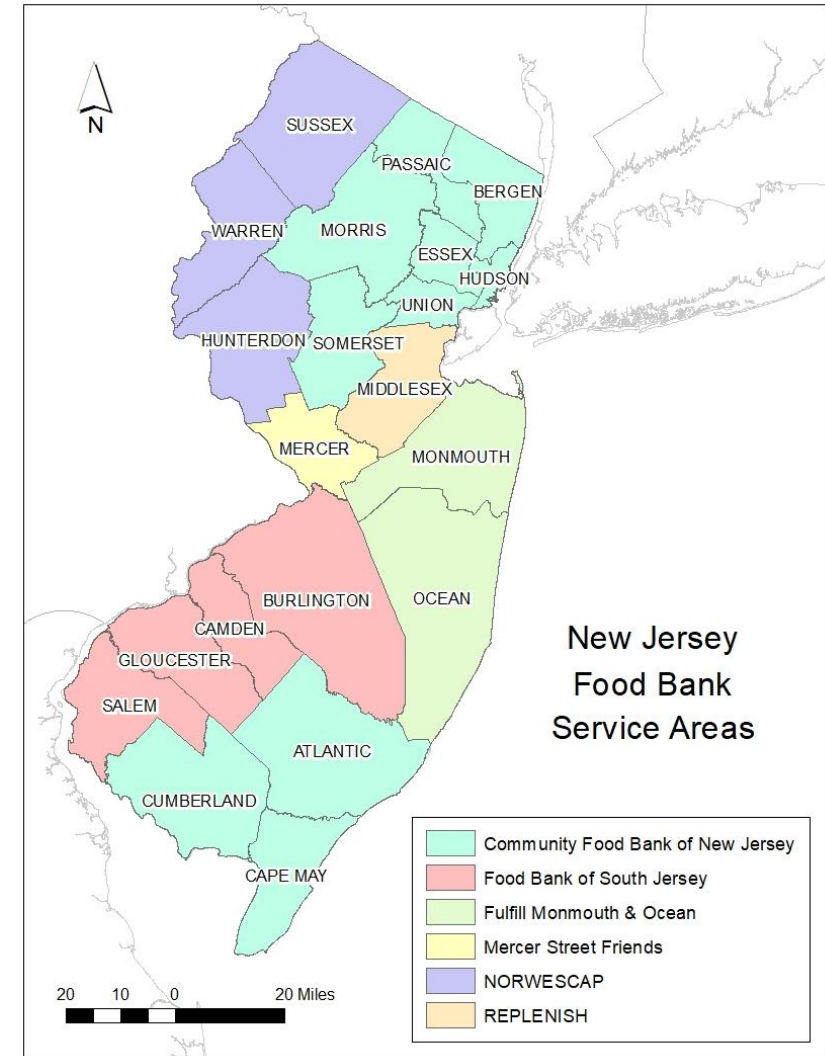 N
SUSSEX
PASSAIC
BERGEN
WARREN
MORRIS
ESSEX
HUDSON
UNION
HUNTERDON
SOMERSET
MIDDLESEX
MERCER
MONMOUTH
BURLINGTON
OCEAN
CAMDEN
GLOUCESTER
SALEM
ATLANTIC
CUMBERLAND
CAPE MAY
New Jersey
Food Bank
Service Areas
Community Food Bank of New Jersey
Food Bank of South Jersey
Fulfill Monmouth & Ocean
Mercer Street Friends
NORWESCAP
REPLENISH
20 10 0 20 Miles